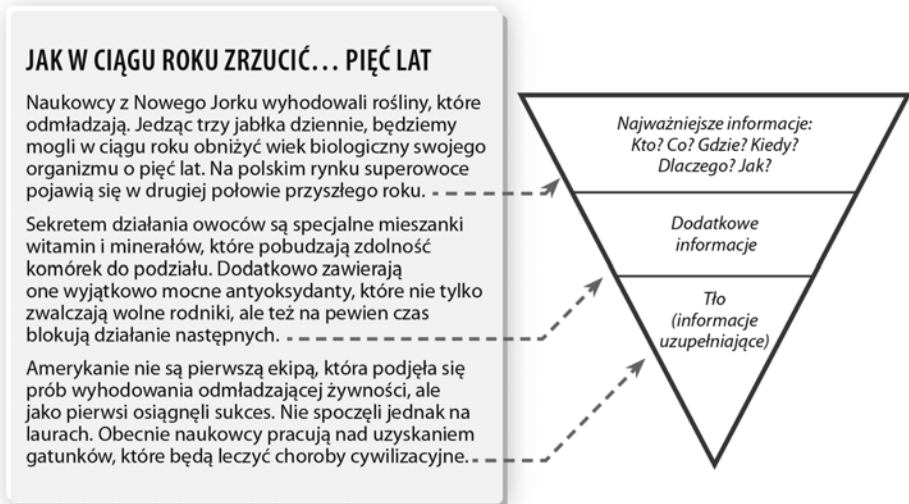 JAK W CIĄGU ROKU ZRZUCIĆ… PIĘĆ LAT
Naukowcy z Nowego Jorku wyhodowali rośliny, które
odmładzają. Jedząc trzy jabłka dziennie, będziemy
mogli w ciągu roku obniżyć wiek biologiczny swojego
organizmu o pięć lat. Na polskim rynku superowoce
pojawią się w drugiej połowie przyszłego roku.
Sekretem działania owoców są specjalne mieszanki
witamin i minerałów, które pobudzają zdolność
komórek do podziału. Dodatkowo zawierają
one wyjątkowo mocne antyoksydanty, które nie tylko
zwalczają wolne rodniki, ale też na pewien czas
blokują działanie następnych.
Amerykanie nie są pierwszą ekipą, która podjęła się
prób wyhodowania odmładzającej żywności, ale
jako pierwsi osiągnęli sukces. Nie spoczęli jednak na
laurach. Obecnie naukowcy pracują nad uzyskaniem
gatunków, które będą leczyć choroby cywilizacyjne.
Najważniejsze informacje:
Kto? Co? Gdzie? Kiedy?
Dlaczego? Jak?
Dodatkowe
informacje
Tło
(informacje
uzupełniające)